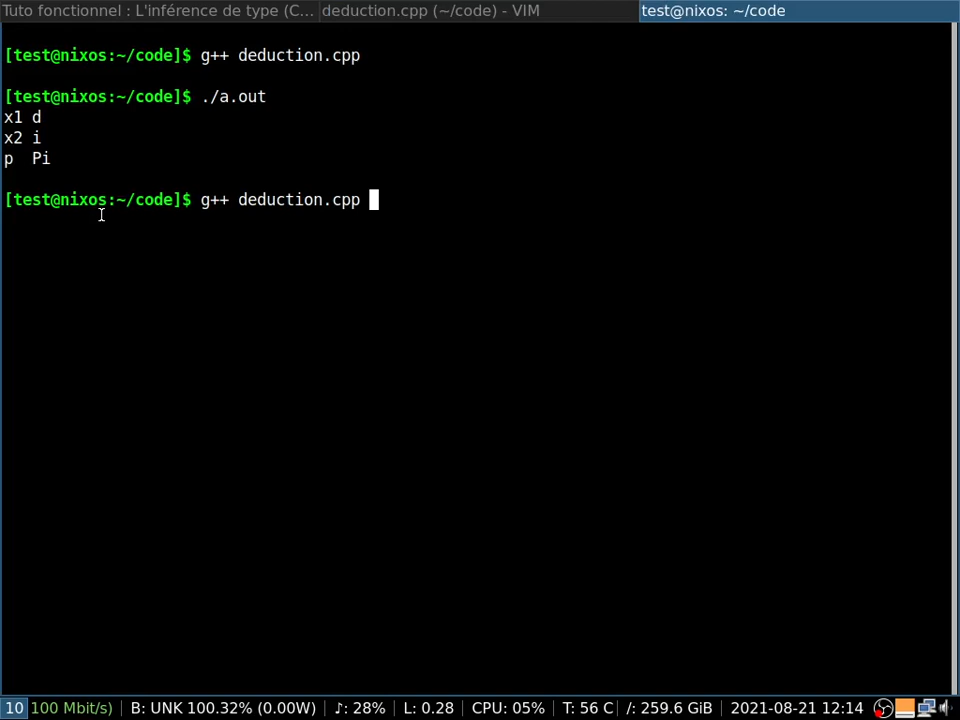 Tuto fonctionnel : L'inférence de type (C... deduction.cpp (~/code) - VIM test@nixos: ~/code
[test@nixos:~/code]$ g++ deduction.cpp
[test@nixos:~/code]$ ./a.out
x1 d
x2 i
p  Pi
[test@nixos:~/code]$ g++ deduction.cpp
10 100 Mbit/s) | B: UNK 100.32% (0.00W) | ♪: 28% | L: 0.28 | CPU: 05% | T: 56 C | /: 259.6 GiB | 2021-08-21 12:14